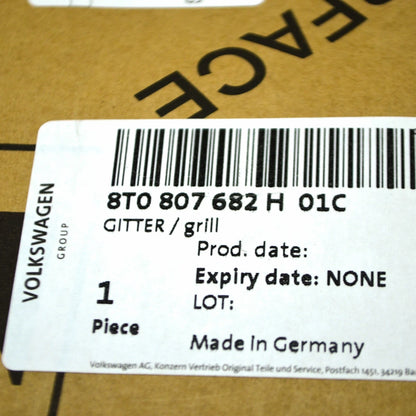 FACE
8T0 807 682 H 01C
GITTER / grill
Prod. date:
Expiry date: NONE
LOT:
1
Piece
Made in Germany
VOLKSWAGEN
GROUP
Volkswagen AG, Konzern Vertrieb Original Teile und Service, Postfach 1451, 34219 Ba